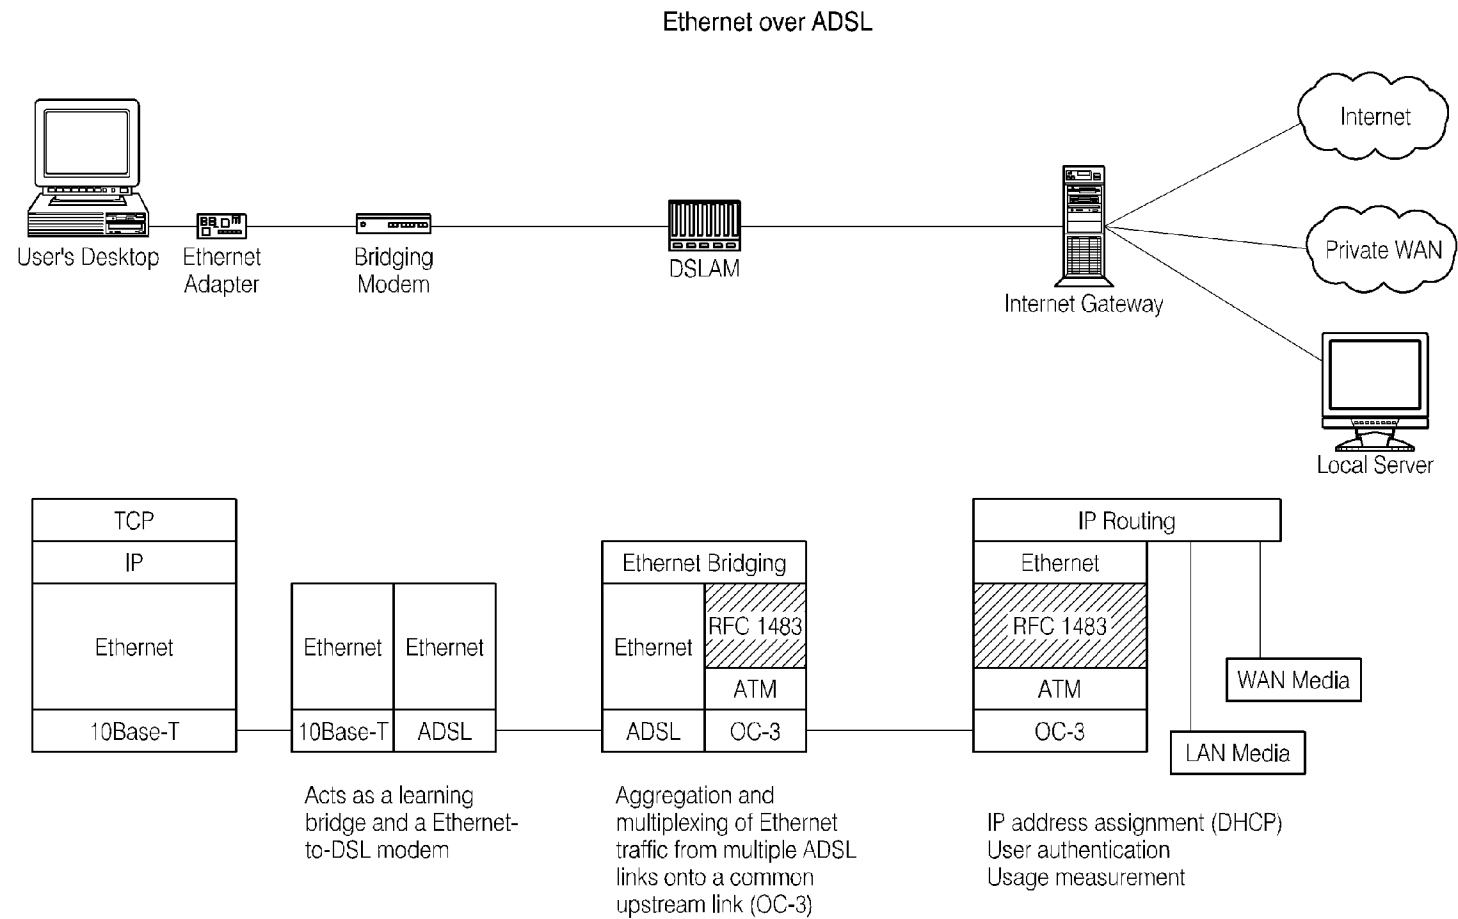 Ethernet over ADSL
Internet
Private WAN
User's Desktop
Ethernet
Adapter
Bridging
Modem
DSLAM
Internet Gateway
Local Server
TCP
IP
Ethernet
10Base-T
Ethernet
Ethernet
10Base-T
ADSL
Ethernet Bridging
Ethernet
RFC 1483
ATM
ADSL
OC-3
IP Routing
Ethernet
RFC 1483
ATM
OC-3
WAN Media
LAN Media
Acts as a learning
bridge and a Ethernet-
to-DSL modem
Aggregation and
multiplexing of Ethernet
traffic from multiple ADSL
links onto a common
upstream link (OC-3)
IP address assignment (DHCP)
User authentication
Usage measurement